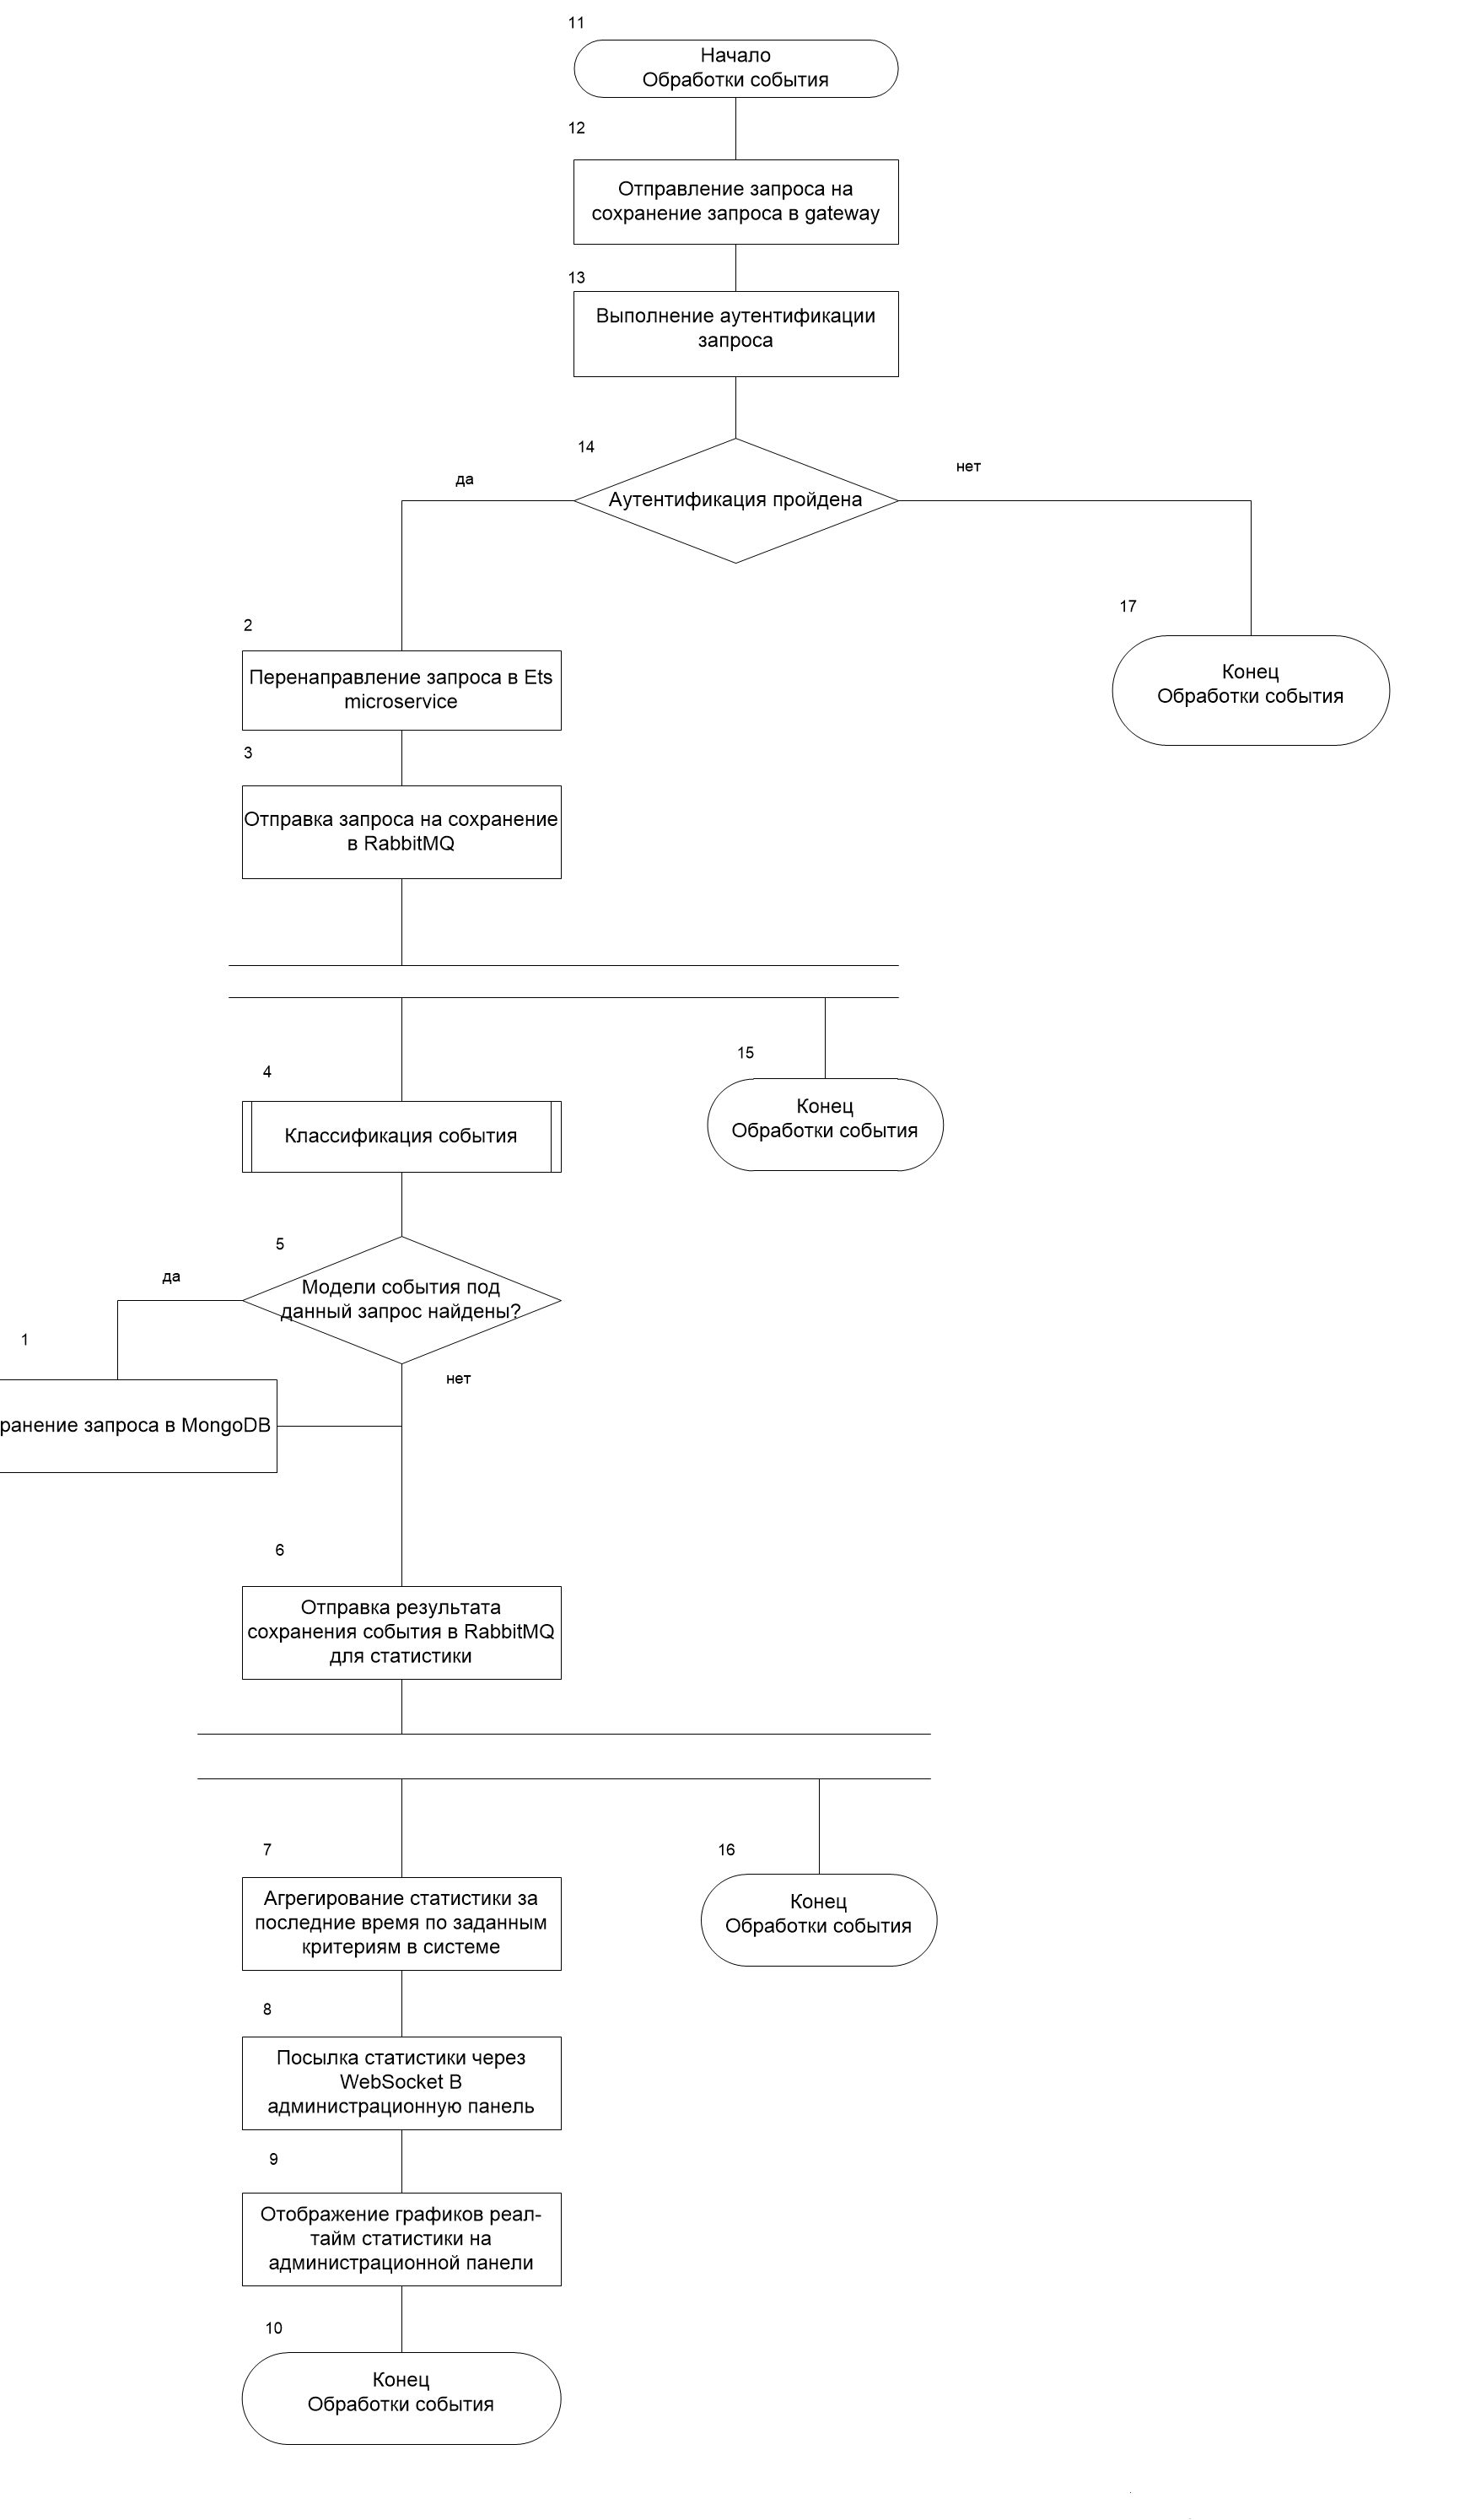 11
Начало
Обработки события
12
Отправление запроса на
сохранение запроса в gateway
13
Выполнение аутентификации
запроса
14
Аутентификация пройдена
да
нет
2
Перенаправление запроса в Ets
microservice
17
Конец
Обработки события
3
Отправка запроса на сохранение
в RabbitMQ
4
Классификация события
15
Конец
Обработки события
5
Модели события под
данный запрос найдены?
да
нет
1
ранение запроса в MongoDB
6
Отправка результата
сохранения события в RabbitMQ
для статистики
7
Агрегирование статистики за
последние время по заданным
критериям в системе
16
Конец
Обработки события
8
Посылка статистики через
WebSocket В
администрационную панель
9
Отображение графиков реал-
тайм статистики на
администрационной панели
10
Конец
Обработки события